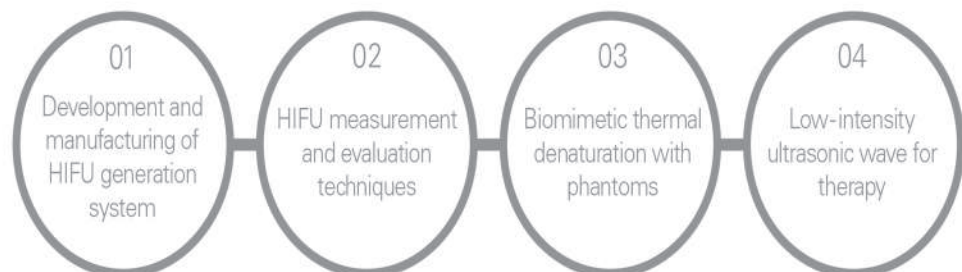 01
Development and
manufacturing of
HIFU generation
system
02
HIFU measurement
and evaluation
techniques
03
Biomimetic thermal
denaturation with
phantoms
04
Low-intensity
ultrasonic wave for
therapy